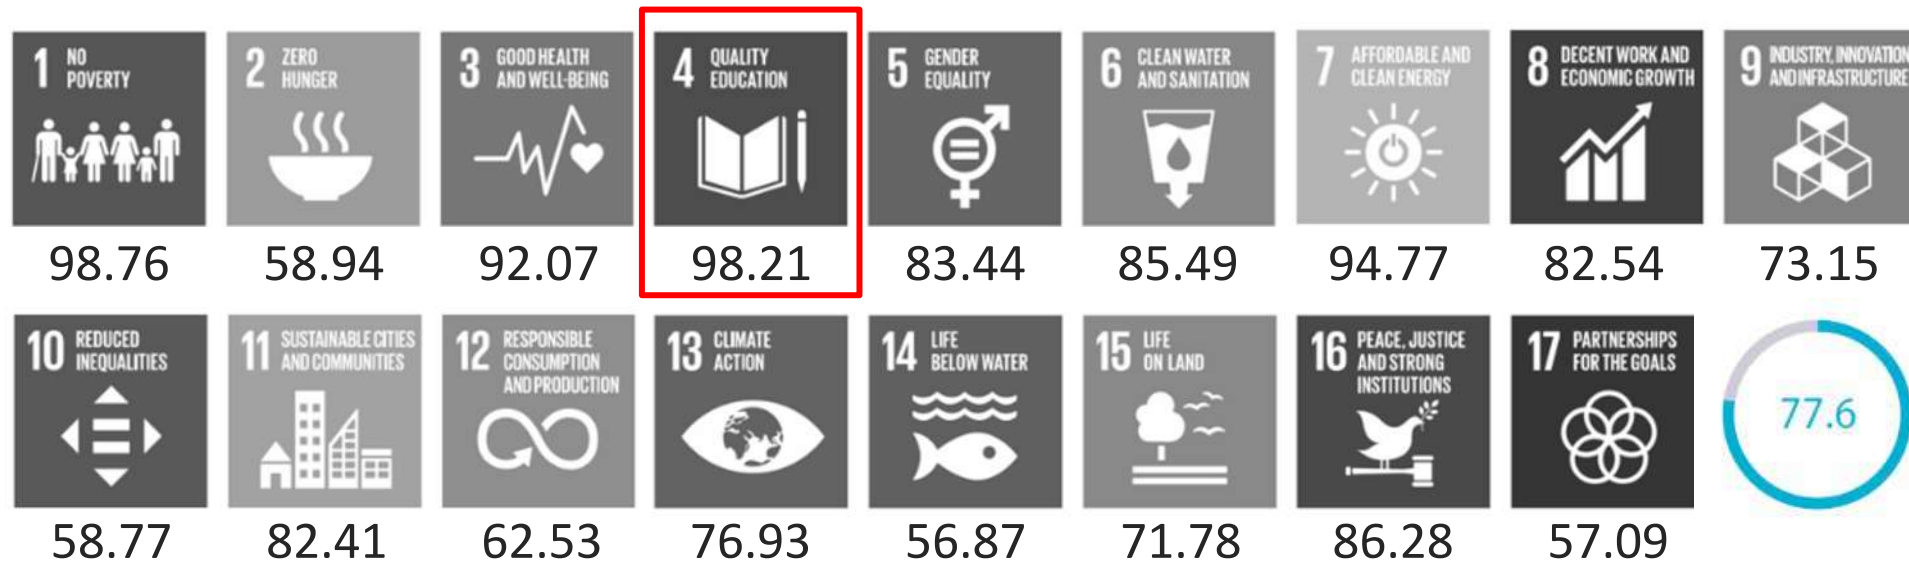 1 NO
POVERTY
2 ZERO
HUNGER
3 GOOD HEALTH
AND WELL-BEING
4 QUALITY
EDUCATION
5 GENDER
EQUALITY
6 CLEAN WATER
AND SANITATION
7 AFFORDABLE AND
CLEAN ENERGY
8 DECENT WORK AND
ECONOMIC GROWTH
9 INDUSTRY, INNOVATION
AND INFRASTRUCTURE
98.76
58.94
92.07
98.21
83.44
85.49
94.77
82.54
73.15
10 REDUCED
INEQUALITIES
11 SUSTAINABLE CITIES
AND COMMUNITIES
12 RESPONSIBLE
CONSUMPTION
AND PRODUCTION
13 CLIMATE
ACTION
14 LIFE
BELOW WATER
15 LIFE
ON LAND
16 PEACE, JUSTICE
AND STRONG
INSTITUTIONS
17 PARTNERSHIPS
FOR THE GOALS
77.6
58.77
82.41
62.53
76.93
56.87
71.78
86.28
57.09